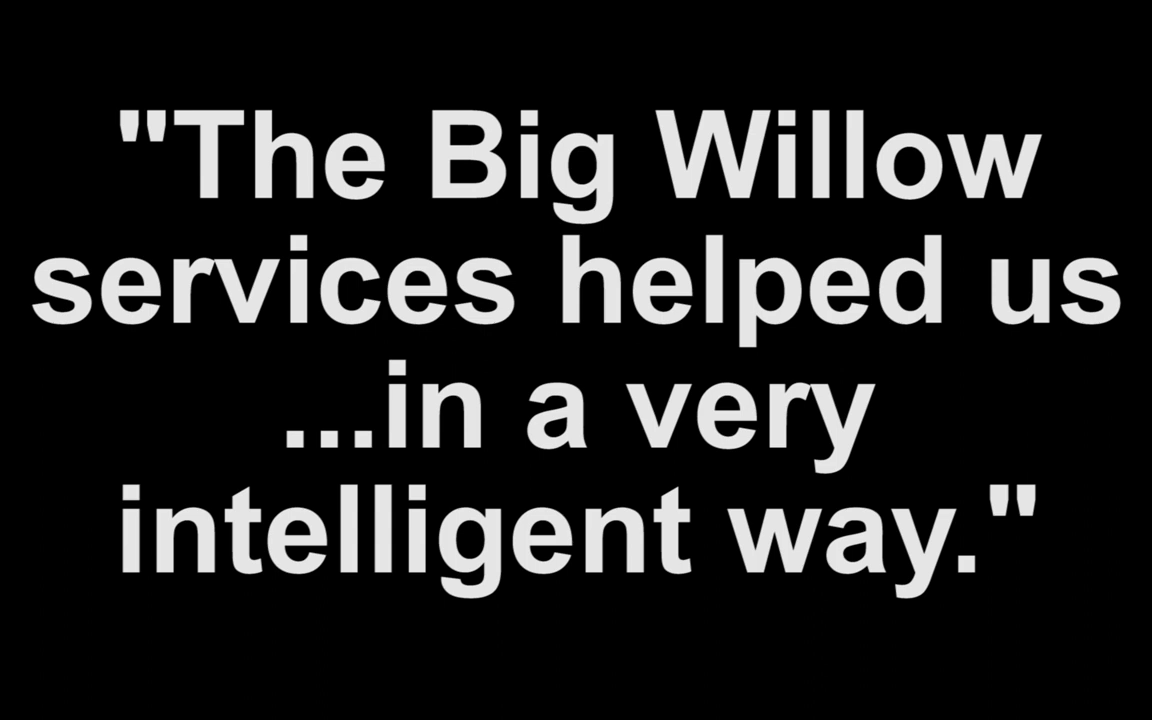 "The Big Willow
services helped us
...in a very
intelligent way."